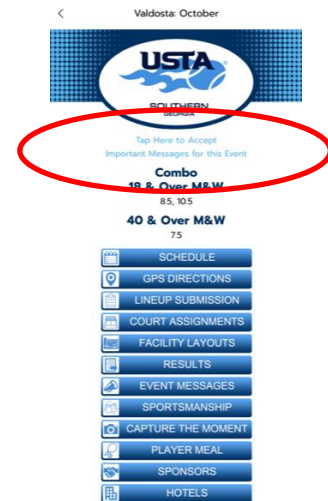 Valdosta: October
USTA
SOUTHERN
GEORGIA
Tap Here to Accept
Important Messages for this Event
Combo
18 & Over M&W
8.5, 10.5
40 & Over M&W
7.5
SCHEDULE
GPS DIRECTIONS
LINEUP SUBMISSION
COURT ASSIGNMENTS
FACILITY LAYOUTS
RESULTS
EVENT MESSAGES
SPORTSMANSHIP
CAPTURE THE MOMENT
PLAYER MEAL
SPONSORS
HOTELS